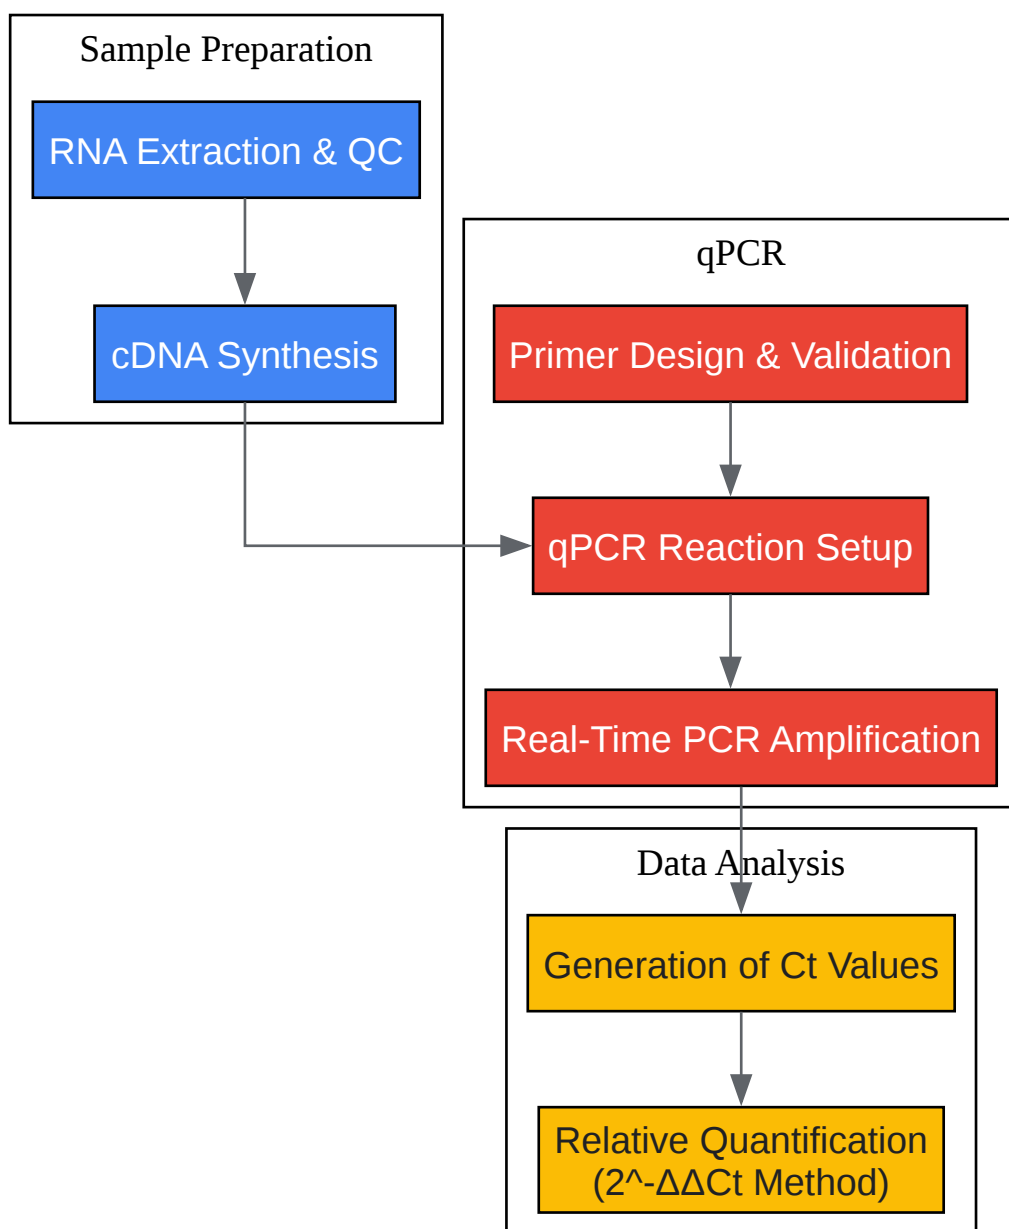 Sample Preparation
RNA Extraction & QC
cDNA Synthesis
qPCR
Primer Design & Validation
qPCR Reaction Setup
Real-Time PCR Amplification
Data Analysis
Generation of Ct Values
Relative Quantification
(2^-ΔΔCt Method)